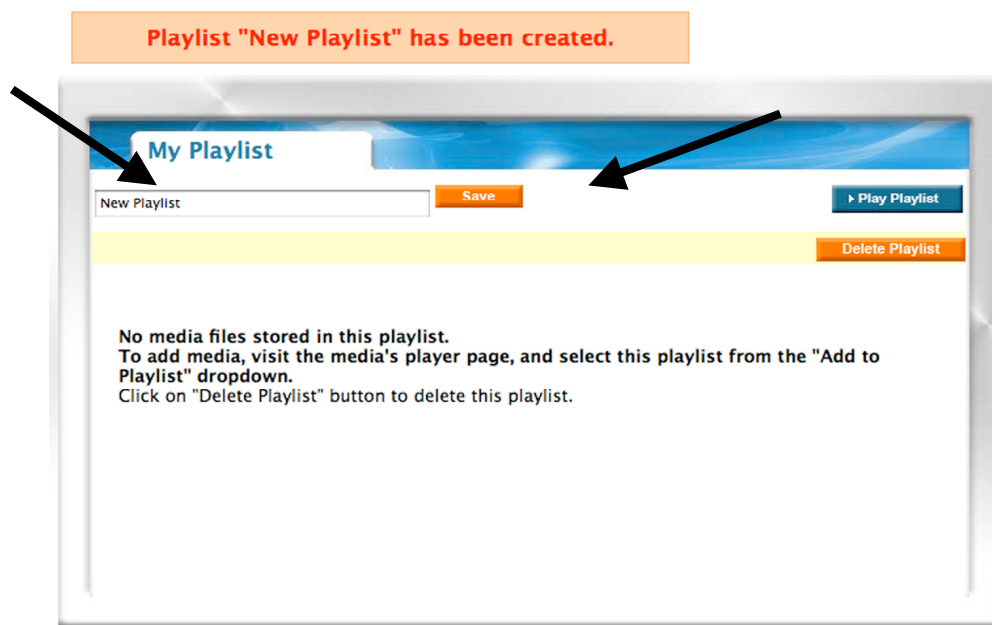 Playlist "New Playlist" has been created.
My Playlist
New Playlist
Save
Play Playlist
Delete Playlist
No media files stored in this playlist.
To add media, visit the media's player page, and select this playlist from the "Add to
Playlist" dropdown.
Click on "Delete Playlist" button to delete this playlist.